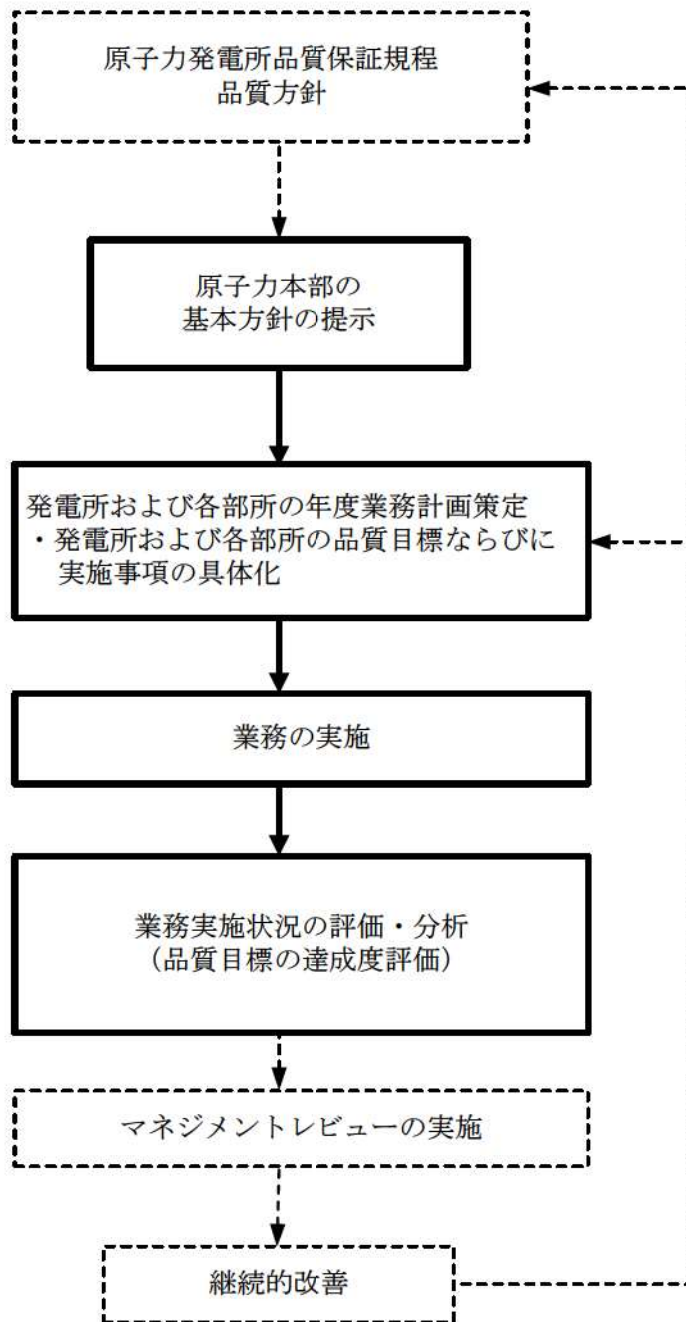 原子力発電所品質保証規程
品質方針
原子力本部の
基本方針の提示
発電所および各部所の年度業務計画策定
・発電所および各部所の品質目標ならびに
実施事項の具体化
業務の実施
業務実施状況の評価・分析
（品質目標の達成度評価）
マネジメントレビューの実施
継続的改善